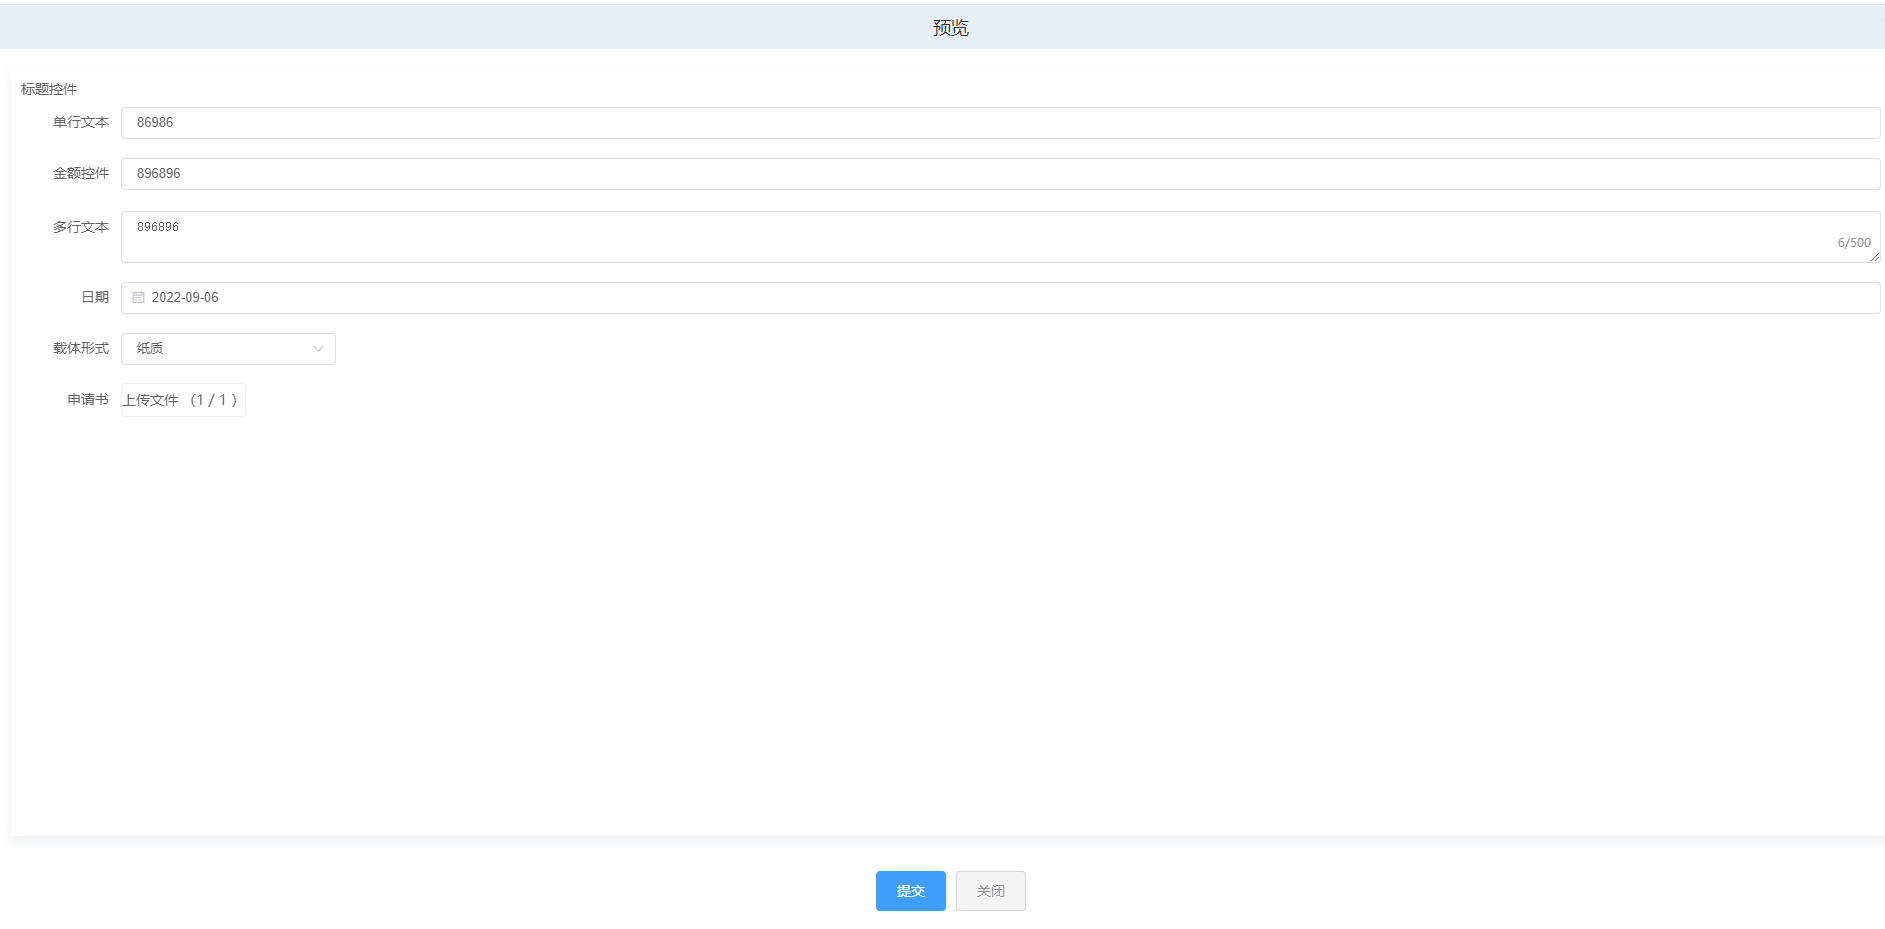 预览
标题控件
单行文本 86986
金额控件 896896
多行文本 896896
6/500
日期 2022-09-06
载体形式 纸质
申请书 上传文件 （1 / 1 ）
提交 关闭